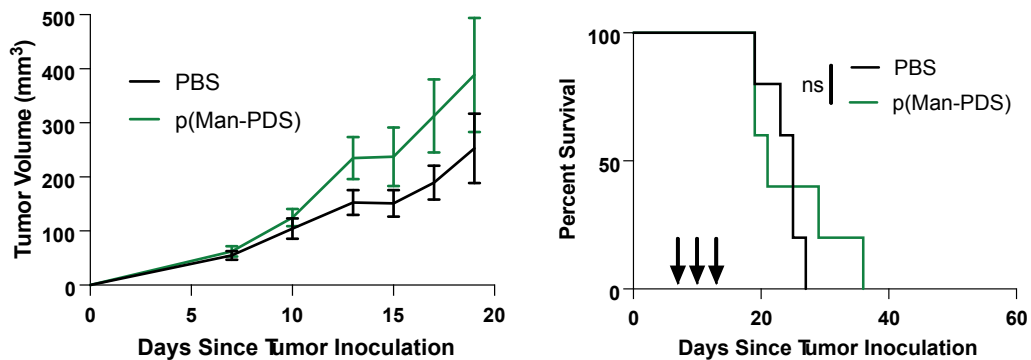 Tumor Volume (mm³)
500
400
300
200
100
0
PBS
p(Man-PDS)
0
5
10
15
20
Days Since Tumor Inoculation
Percent Survival
100
50
0
ns
PBS
p(Man-PDS)
0
20
40
60
Days Since Tumor Inoculation